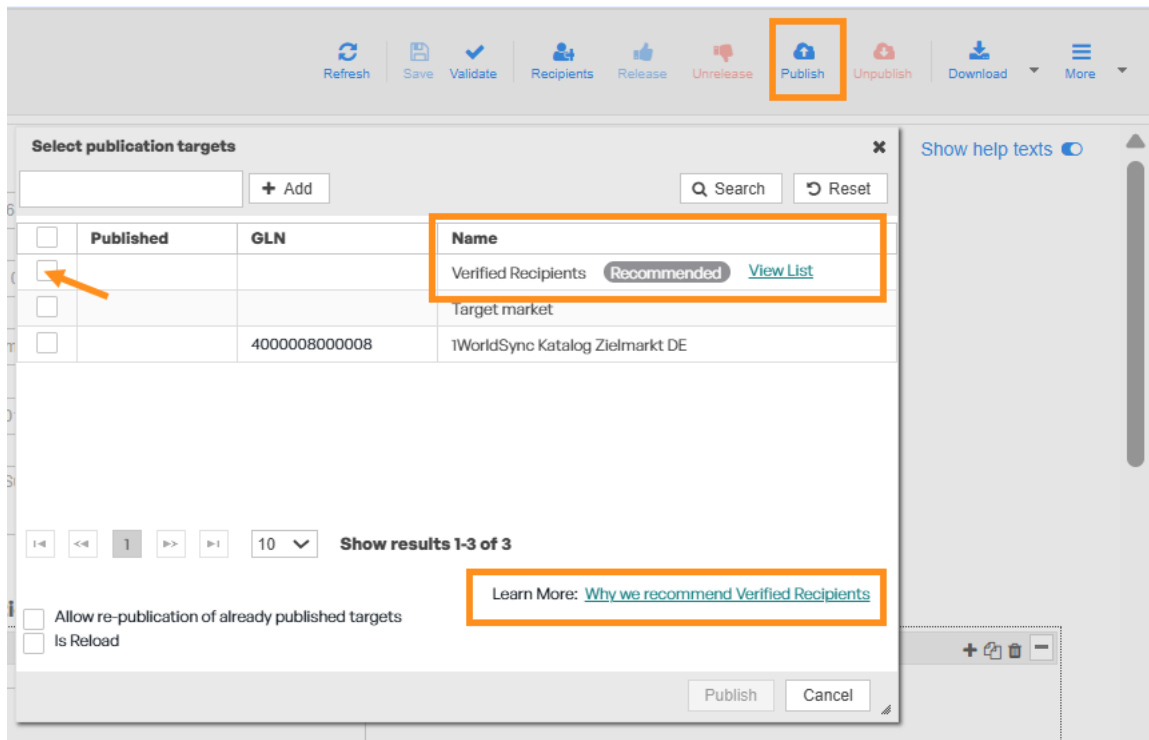 Refresh Save Validate Recipients Release Unrelease Publish Unpublish Download More
Select publication targets
Show help texts
Add Search Reset
Published GLN Name
Verified Recipients Recommended View List
Target market
4000008000008 1WorldSync Katalog Zielmarkt DE
1 10 Show results 1-3 of 3
Learn More: Why we recommend Verified Recipients
Allow re-publication of already published targets
Is Reload
Publish Cancel